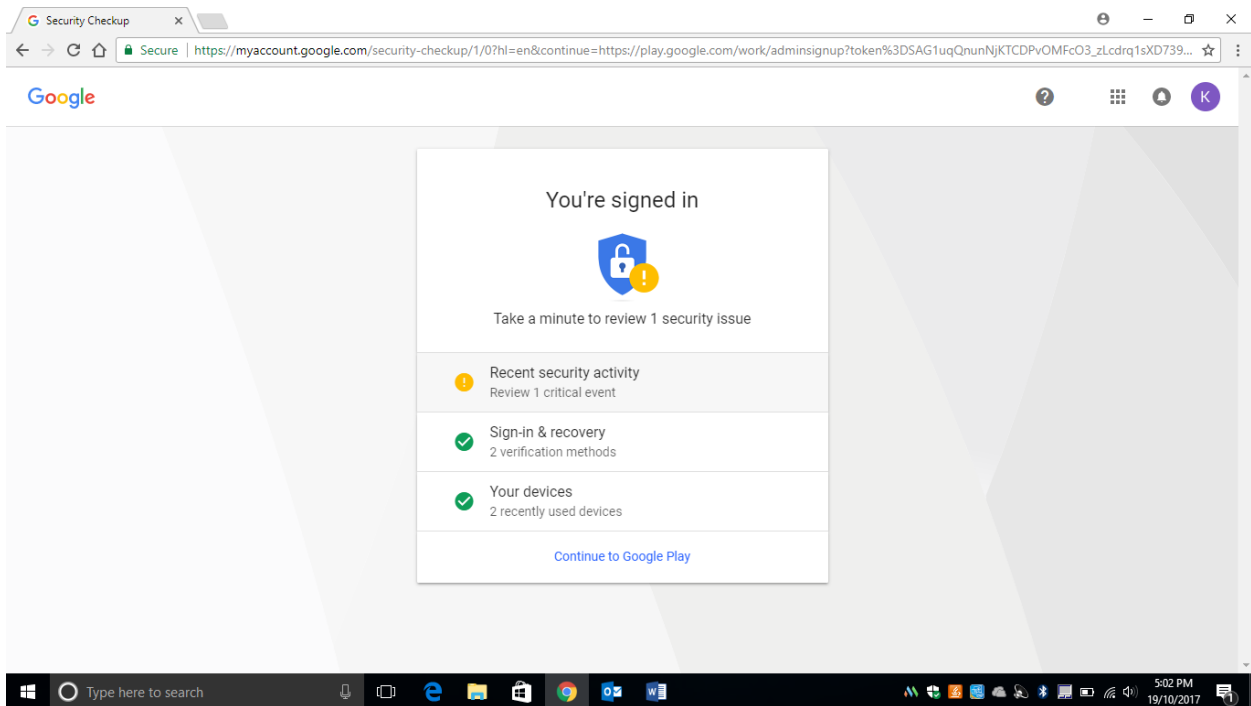 Security Checkup
Secure | https://myaccount.google.com/security-checkup/1/0?hl=en&continue=https://play.google.com/work/adminsignup?token%3DSAG1uqQnunNjKTCDPvOMFcO3_zLcdrq1sXD739...
Google
K
You're signed in
Take a minute to review 1 security issue
Recent security activity
Review 1 critical event
Sign-in & recovery
2 verification methods
Your devices
2 recently used devices
Continue to Google Play
Type here to search
5:02 PM
19/10/2017